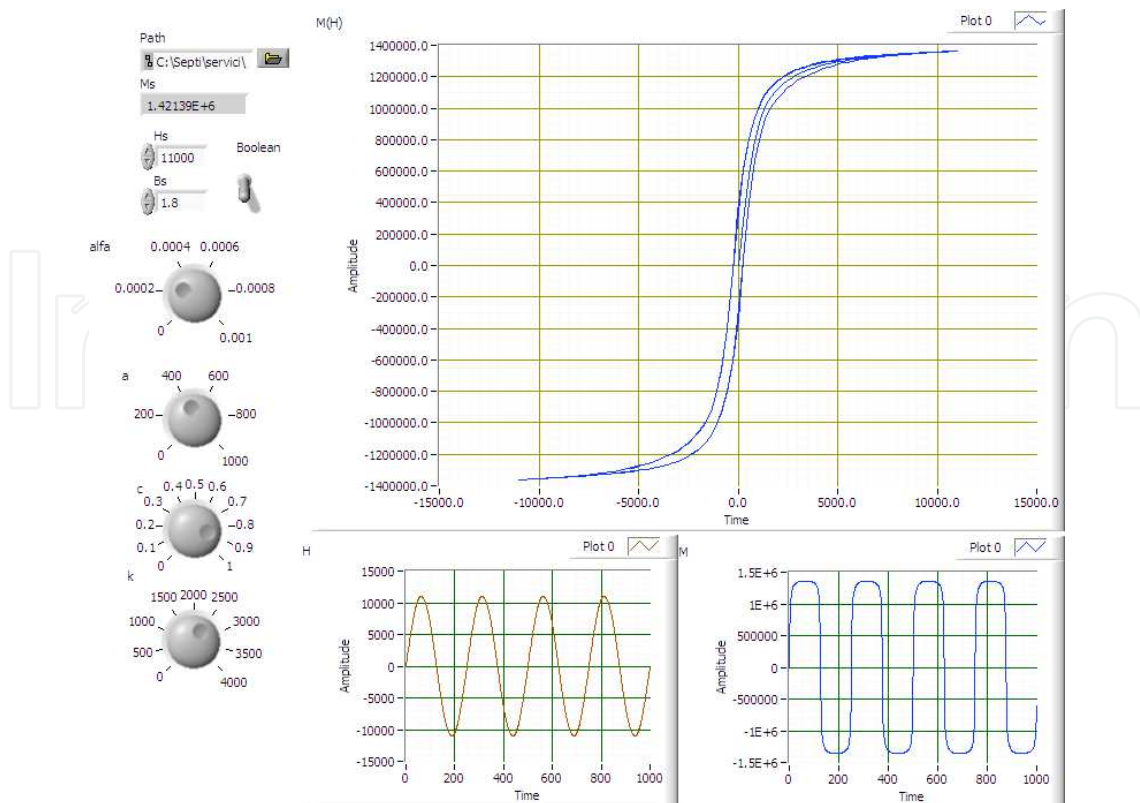 Path
C:\Septi\servici\
Ms
1.42139E+6
Hs
11000
Boolean
Bs
1.8
alfa
0.0004 0.0006
0.0002 0.0008
0 0.001
a
400 600
200 800
0 1000
c
0.4 0.5 0.6
0.3 0.7
0.2 0.8
0.1 0.9
0 1
k
1500 2000 2500
1000 3000
500 3500
0 4000
M(H)
Plot 0
1400000.0
1200000.0
1000000.0
800000.0
600000.0
400000.0
200000.0
0.0
-200000.0
-400000.0
-600000.0
-800000.0
-1000000.0
-1200000.0
-1400000.0
Amplitude
-15000.0 -10000.0 -5000.0 0.0 5000.0 10000.0 15000.0
Time
H
Plot 0
15000
10000
5000
0
-5000
-10000
-15000
Amplitude
0 200 400 600 800 1000
Time
M
Plot 0
1.5E+6
1E+6
500000
0
-500000
-1E+6
-1.5E+6
Amplitude
0 200 400 600 800 1000
Time